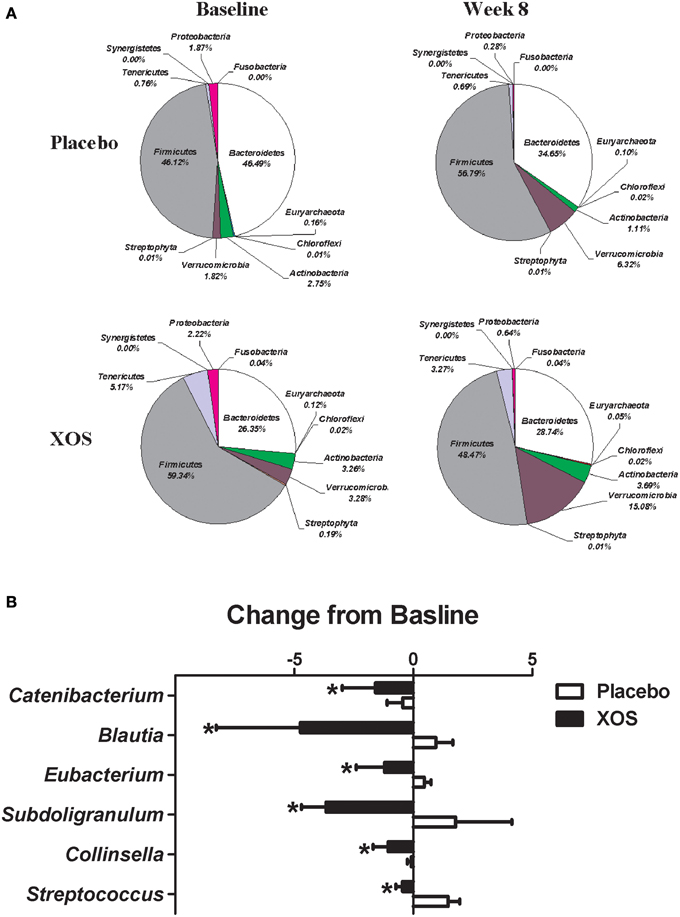 A
Baseline
Week 8
Placebo
Proteobacteria
1.87%
Synergistetes
0.00%
Tenericutes
0.76%
Fusobacteria
0.00%
Firmicutes
46.12%
Bacteroidetes
46.49%
Euryarchaeota
0.16%
Chloroflexi
0.01%
Actinobacteria
2.75%
Verrucomicrobia
1.82%
Streptophyta
0.01%
Proteobacteria
0.28%
Synergistetes
0.00%
Tenericutes
0.69%
Fusobacteria
0.00%
Bacteroidetes
34.65%
Firmicutes
56.79%
Euryarchaeota
0.10%
Chloroflexi
0.02%
Actinobacteria
1.11%
Verrucomicrobia
6.32%
Streptophyta
0.01%
XOS
Proteobacteria
2.22%
Synergistetes
0.00%
Tenericutes
5.17%
Fusobacteria
0.04%
Bacteroidetes
26.35%
Firmicutes
59.34%
Euryarchaeota
0.12%
Chloroflexi
0.02%
Actinobacteria
3.26%
Verrucomicrob.
3.28%
Streptophyta
0.19%
Proteobacteria
0.64%
Synergistetes
0.00%
Tenericutes
3.27%
Fusobacteria
0.04%
Bacteroidetes
28.74%
Firmicutes
48.47%
Euryarchaeota
0.05%
Chloroflexi
0.02%
Actinobacteria
3.69%
Verrucomicrobia
15.08%
Streptophyta
0.01%
B
Change from Basline
-5 0 5
Catenibacterium *
Blautia *
Eubacterium *
Subdoligranulum *
Collinsella *
Streptococcus *
Placebo
XOS